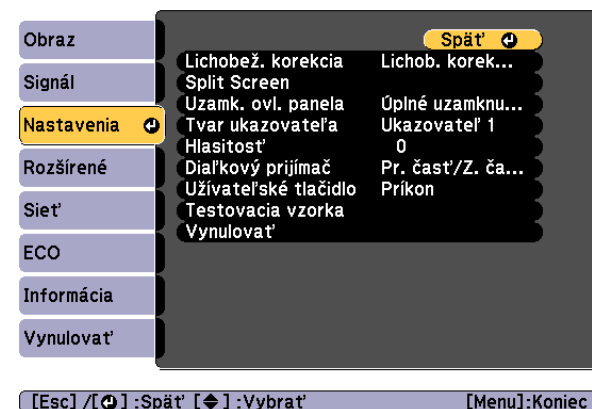 Obraz
Signál
Nastavenia
Rozšírené
Sieť
ECO
Informácia
Vynulovať
Späť
Lichobež. korekcia Lichob. korek...
Split Screen
Uzamk. ovl. panela Úplné uzamknu...
Tvar ukazovateľa Ukazovateľ 1
Hlasitosť 0
Diaľkový prijímač Pr. časť/Z. ča...
Užívateľské tlačidlo Príkon
Testovacia vzorka
Vynulovať
[Esc] /[⏎] :Späť [◆] :Vybrať [Menu]:Koniec